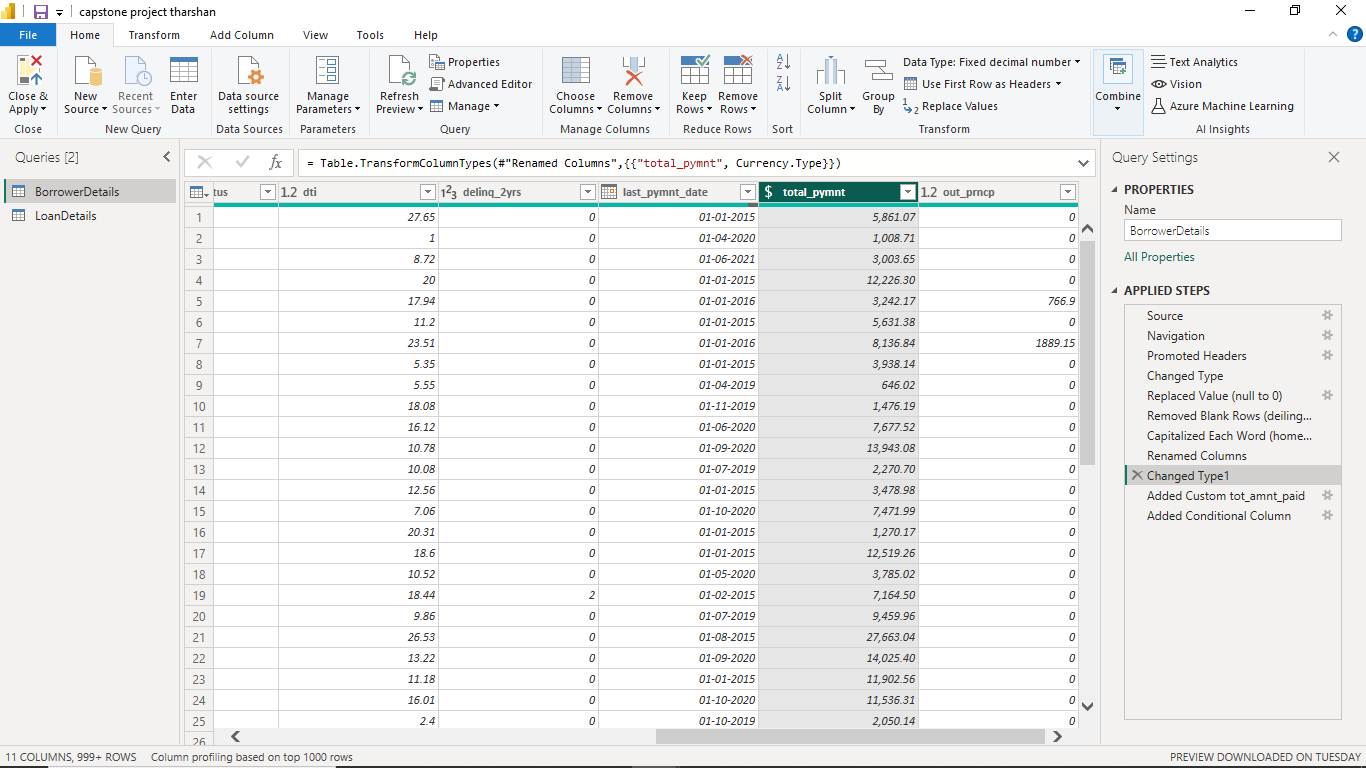 capstone project tharshan
File Home Transform Add Column View Tools Help
Close & Apply
Close
New Source
Recent Sources
Enter Data
New Query
Data source settings
Data Sources
Manage Parameters
Parameters
Refresh Preview
Properties
Advanced Editor
Manage
Query
Choose Columns
Remove Columns
Manage Columns
Keep Rows
Remove Rows
Reduce Rows
Sort
Split Column
Group By
Data Type: Fixed decimal number
Use First Row as Headers
Replace Values
Transform
Combine
Text Analytics
Vision
Azure Machine Learning
AI Insights
Queries [2]
BorrowerDetails
LoanDetails
fx = Table.TransformColumnTypes(#"Renamed Columns",{{"total_pymnt", Currency.Type}})
tus 1.2 dti 123 delinq_2yrs last_pymnt_date $ total_pymnt 1.2 out_prncp
1 27.65 0 01-01-2015 5,861.07 0
2 1 0 01-04-2020 1,008.71 0
3 8.72 0 01-06-2021 3,003.65 0
4 20 0 01-01-2015 12,226.30 0
5 17.94 0 01-01-2016 3,242.17 766.9
6 11.2 0 01-01-2015 5,631.38 0
7 23.51 0 01-01-2016 8,136.84 1889.15
8 5.35 0 01-01-2015 3,938.14 0
9 5.55 0 01-04-2019 646.02 0
10 18.08 0 01-11-2019 1,476.19 0
11 16.12 0 01-06-2020 7,677.52 0
12 10.78 0 01-09-2020 13,943.08 0
13 10.08 0 01-07-2019 2,270.70 0
14 12.56 0 01-01-2015 3,478.98 0
15 7.06 0 01-06-2020 7,471.99 0
16 20.31 0 01-01-2015 1,270.17 0
17 18.6 0 01-01-2015 12,519.26 0
18 10.52 0 01-05-2020 3,785.02 0
19 18.44 2 01-02-2015 7,164.50 0
20 9.86 0 01-07-2019 9,459.96 0
21 26.53 0 01-08-2015 27,663.04 0
22 13.22 0 01-09-2020 14,025.40 0
23 11.18 0 01-01-2015 11,902.56 0
24 16.01 0 01-10-2020 11,536.31 0
25 2.4 0 01-10-2019 2,050.14 0
26
Query Settings
PROPERTIES
Name
BorrowerDetails
All Properties
APPLIED STEPS
Source
Navigation
Promoted Headers
Changed Type
Replaced Value (null to 0)
Removed Blank Rows (deiling...
Capitalized Each Word (home...
Renamed Columns
Changed Type1
Added Custom tot_amnt_paid
Added Conditional Column
11 COLUMNS, 999+ ROWS Column profiling based on top 1000 rows PREVIEW DOWNLOADED ON TUESDAY